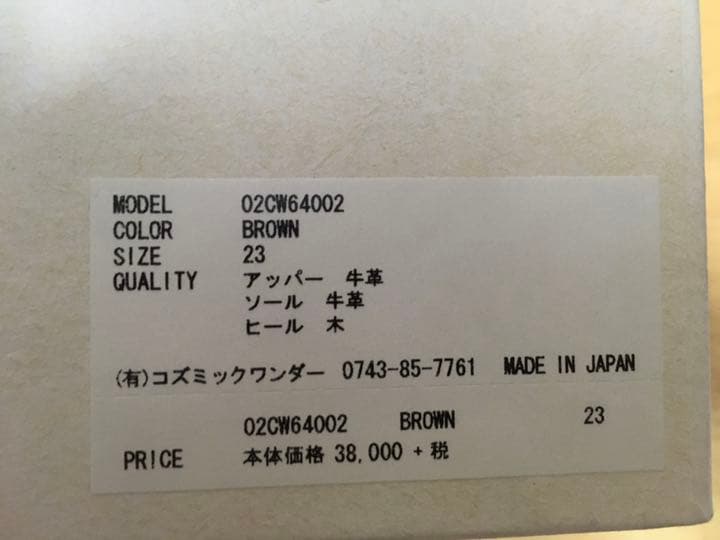 MODEL 02CW64002
COLOR BROWN
SIZE 23
QUALITY アッパー 牛革
ソール 牛革
ヒール 木
(有)コズミックワンダー 0743-85-7761 MADE IN JAPAN
02CW64002 BROWN 23
PRICE 本体価格 38,000 + 税